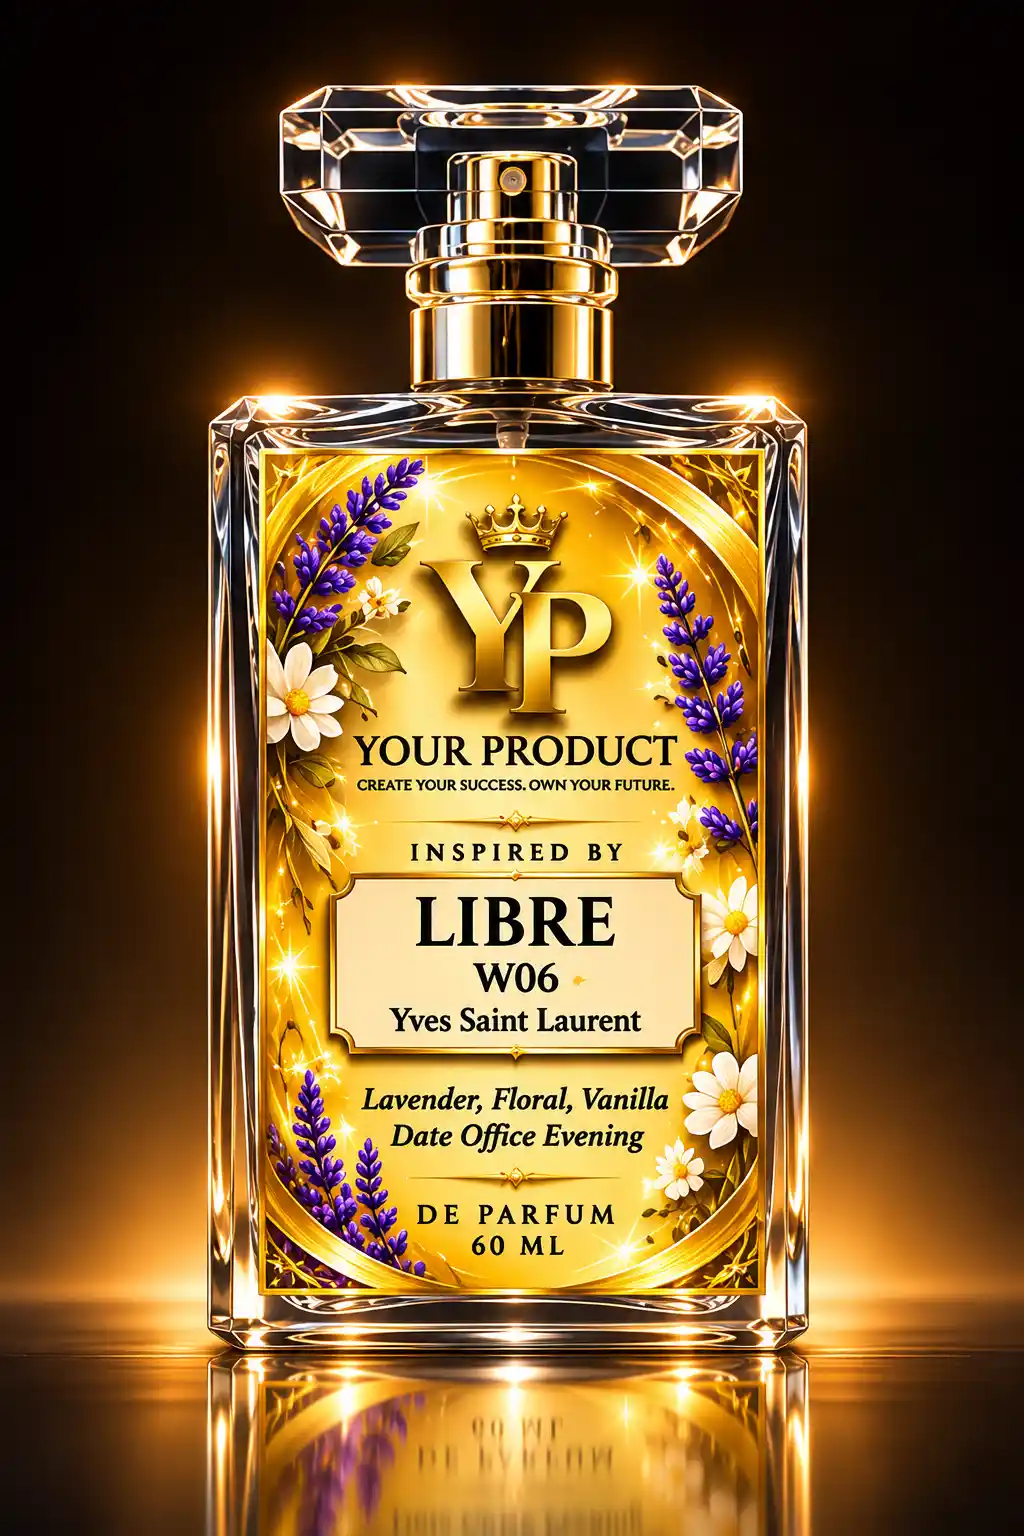 YP
YOUR PRODUCT
CREATE YOUR SUCCESS. OWN YOUR FUTURE.
INSPIRED BY
LIBRE
W06
Yves Saint Laurent
Lavender, Floral, Vanilla
Date Office Evening
DE PARFUM
60 ML